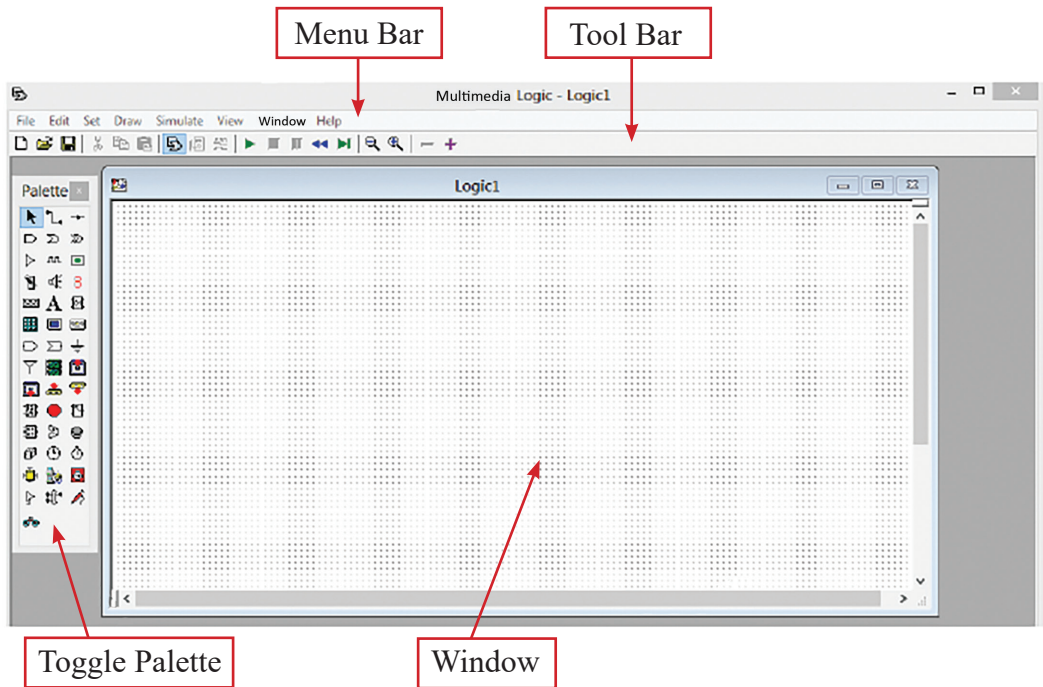 Menu Bar
Tool Bar
Multimedia Logic - Logic1
File Edit Set Draw Simulate View Window Help
Palette
Logic1
A
8
Toggle Palette
Window